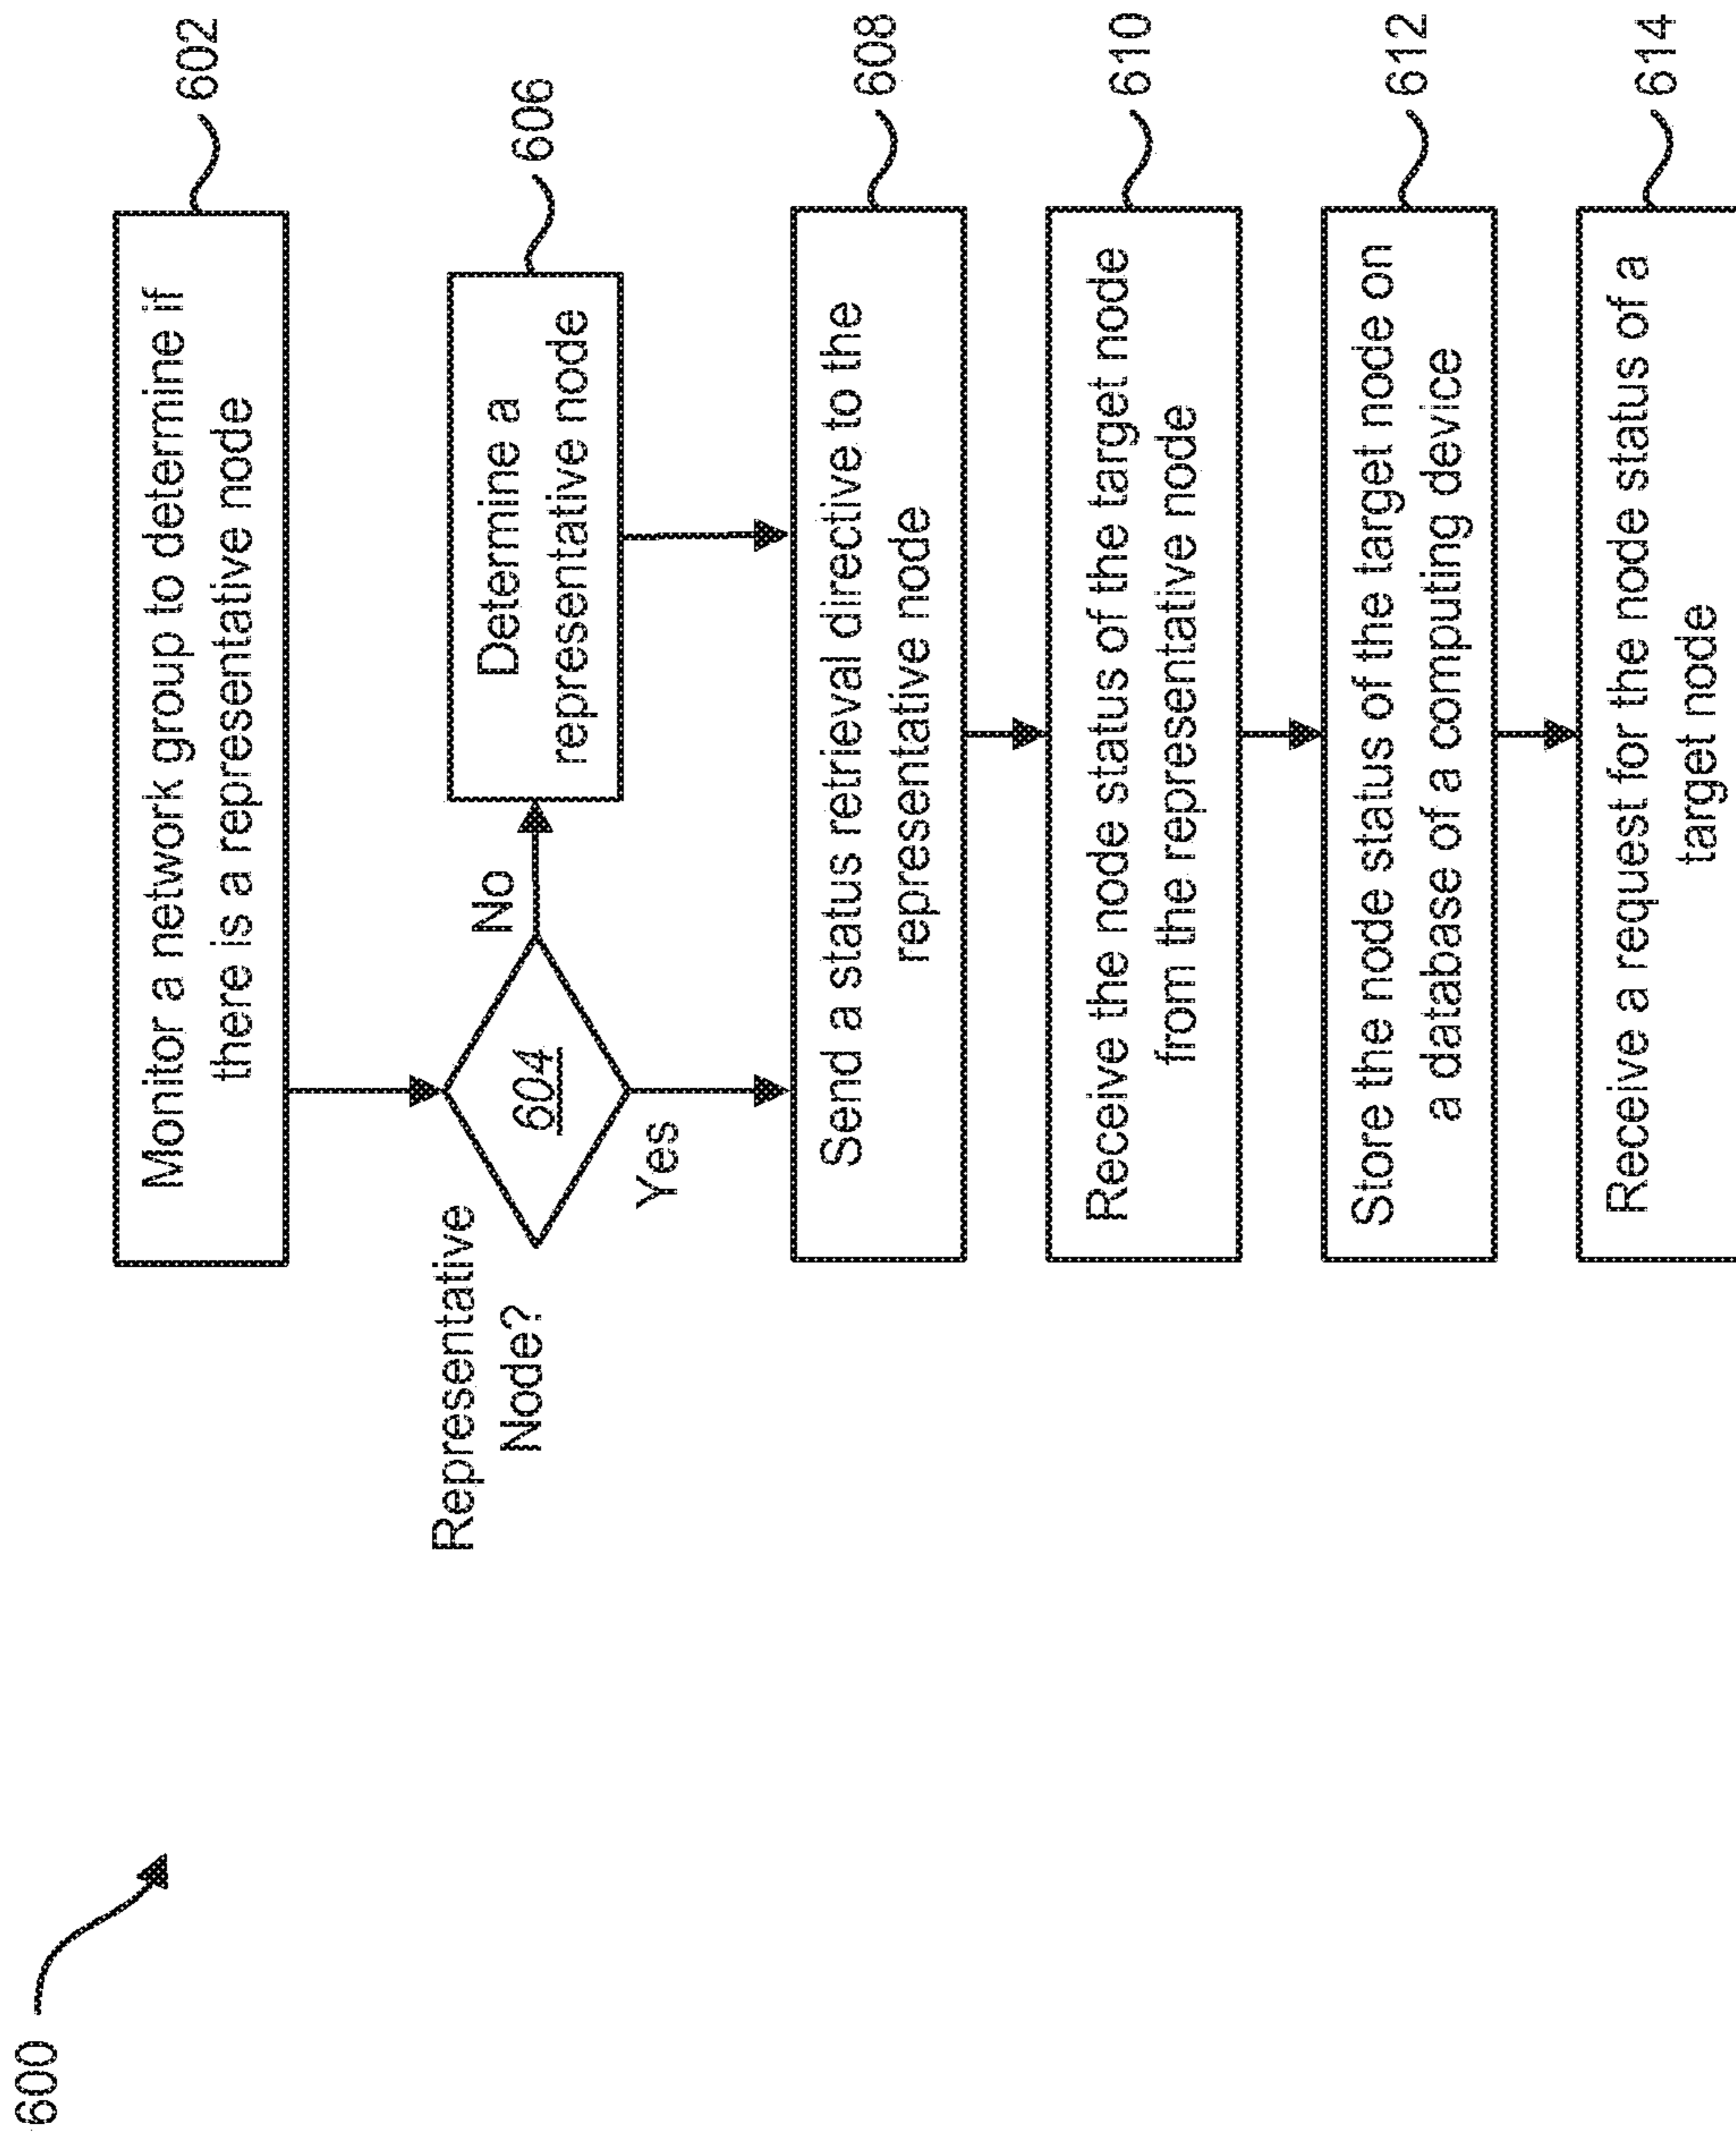 600
Monitor a network group to determine if
there is a representative node
602
Representative
Node?
604
No
Yes
Determine a
representative node
606
Send a status retrieval directive to the
representative node
608
Receive the node status of the target node
from the representative node
610
Store the node status of the target node on
a database of a computing device
612
Receive a request for the node status of a
target node
614